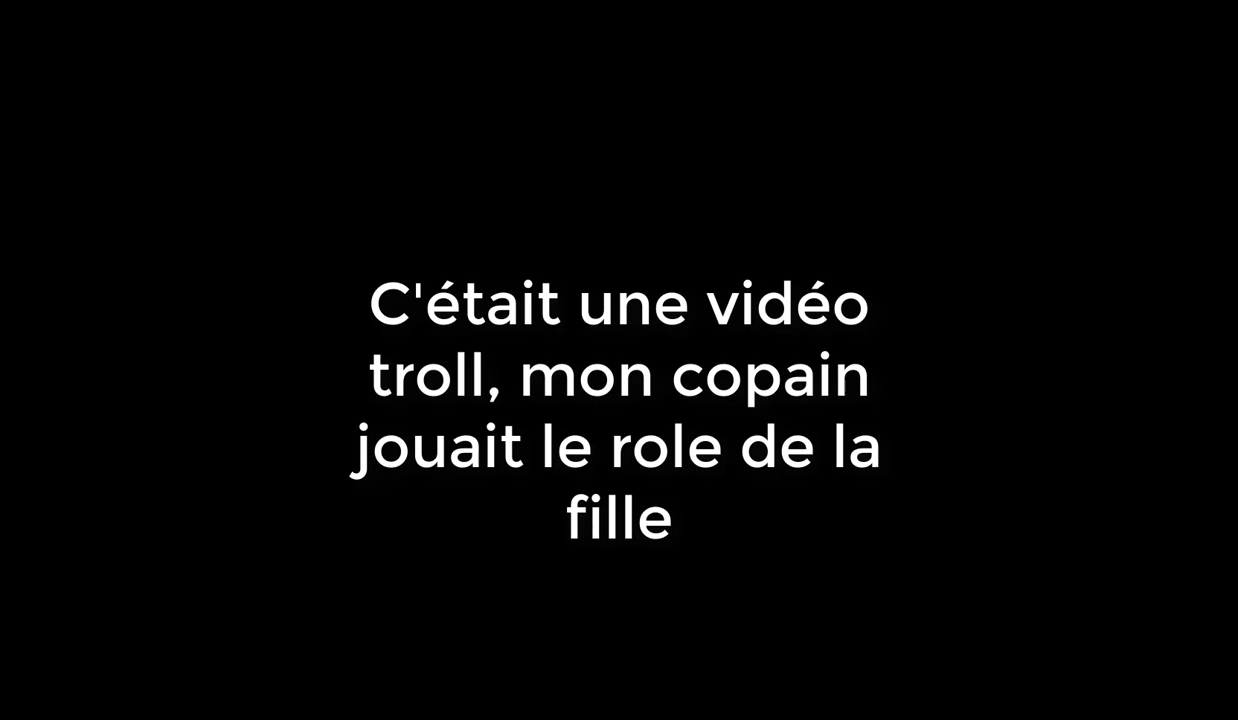 C'était une vidéo
troll, mon copain
jouait le role de la
fille